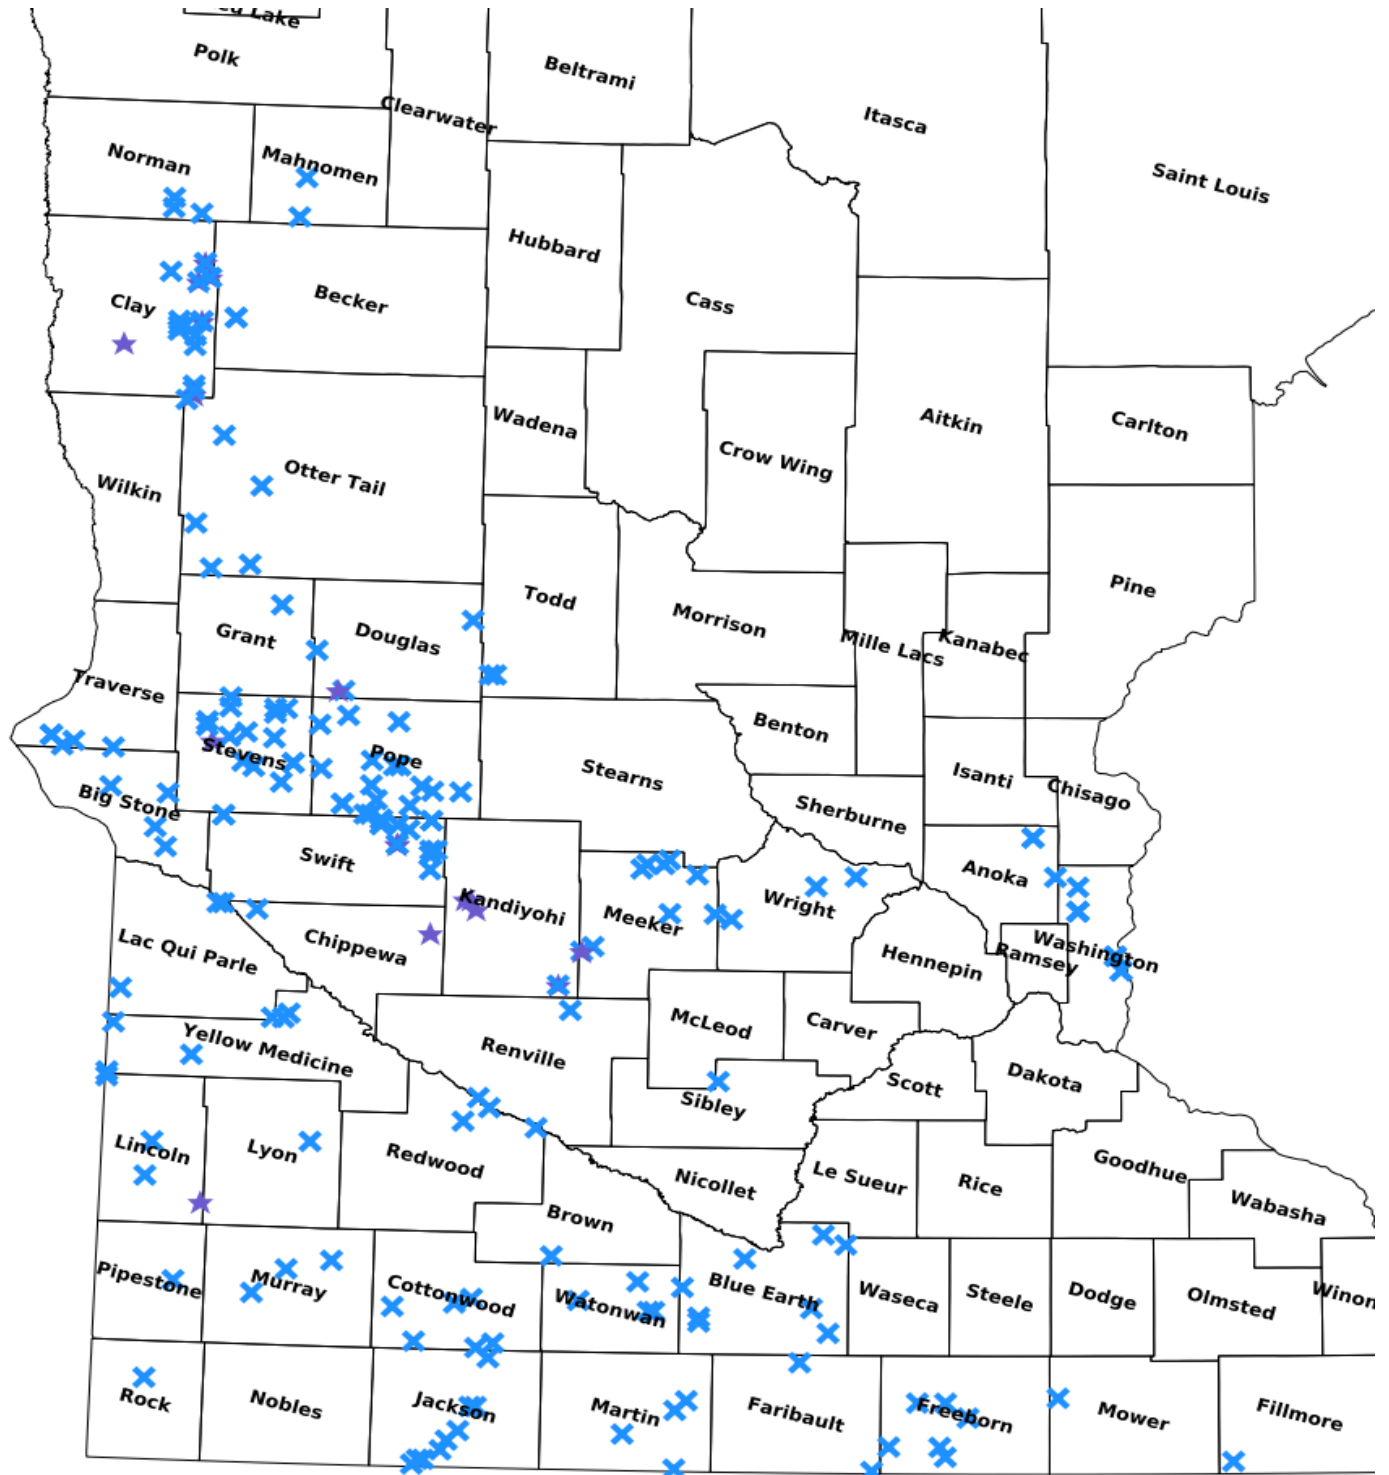 Polk
Beltrami
Clearwater
Itasca
Norman
Mahnomen
Saint Louis
Hubbard
Clay
Becker
Cass
Wadena
Aitkin
Carlton
Crow Wing
Otter Tail
Wilkin
Pine
Todd
Morrison
Grant
Douglas
Mille Lacs
Kanabec
Traverse
Benton
Stevens
Pope
Stearns
Isanti
Chisago
Big Stone
Sherburne
Swift
Anoka
Kandiyohi
Wright
Meeker
Lac Qui Parle
Chippewa
Hennepin
Ramsey
Washington
McLeod
Carver
Yellow Medicine
Renville
Scott
Dakota
Sibley
Lincoln
Lyon
Redwood
Nicollet
Le Sueur
Rice
Goodhue
Wabasha
Brown
Pipestone
Murray
Cottonwood
Watonwan
Blue Earth
Waseca
Steele
Dodge
Olmsted
Winon
Rock
Nobles
Jackson
Martin
Faribault
Freeborn
Mower
Fillmore